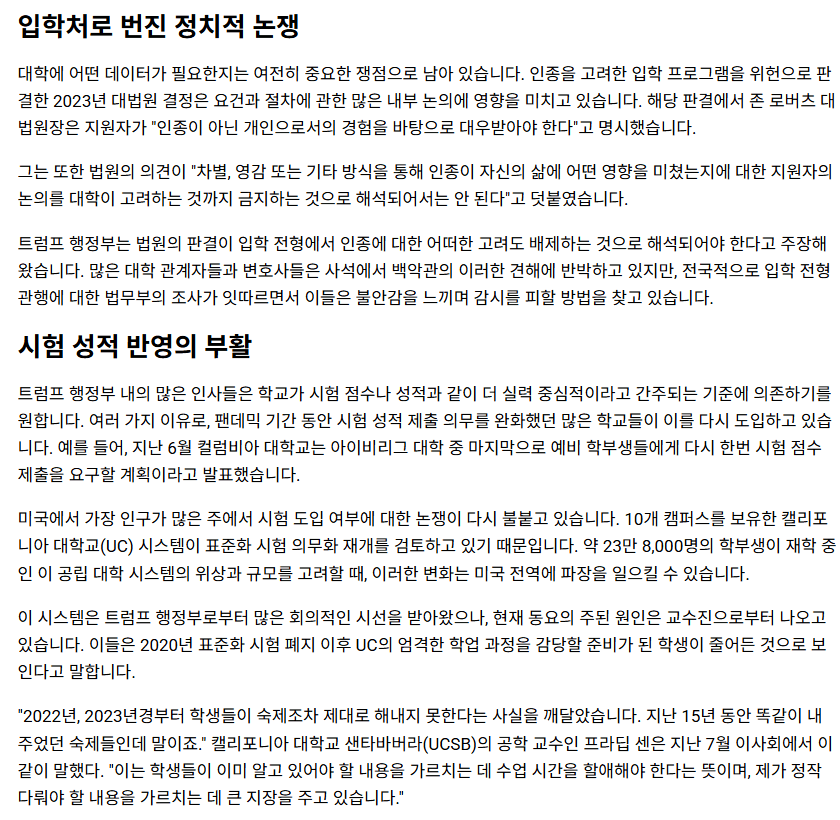 입학처로 번진 정치적 논쟁
대학에 어떤 데이터가 필요한지는 여전히 중요한 쟁점으로 남아 있습니다. 인종을 고려한 입학 프로그램을 위헌으로 판
결한 2023년 대법원 결정은 요건과 절차에 관한 많은 내부 논의에 영향을 미치고 있습니다. 해당 판결에서 존 로버츠 대
법원장은 지원자가 "인종이 아닌 개인으로서의 경험을 바탕으로 대우받아야 한다"고 명시했습니다.
그는 또한 법원의 의견이 "차별, 영감 또는 기타 방식을 통해 인종이 자신의 삶에 어떤 영향을 미쳤는지에 대한 지원자의
논의를 대학이 고려하는 것까지 금지하는 것으로 해석되어서는 안 된다"고 덧붙였습니다.
트럼프 행정부는 법원의 판결이 입학 전형에서 인종에 대한 어떠한 고려도 배제하는 것으로 해석되어야 한다고 주장해
왔습니다. 많은 대학 관계자들과 변호사들은 사석에서 백악관의 이러한 견해에 반박하고 있지만, 전국적으로 입학 전형
관행에 대한 법무부의 조사가 잇따르면서 이들은 불안감을 느끼며 감시를 피할 방법을 찾고 있습니다.
시험 성적 반영의 부활
트럼프 행정부 내의 많은 인사들은 학교가 시험 점수나 성적과 같이 더 실력 중심적이라고 간주되는 기준에 의존하기를
원합니다. 여러 가지 이유로, 팬데믹 기간 동안 시험 성적 제출 의무를 완화했던 많은 학교들이 이를 다시 도입하고 있습
니다. 예를 들어, 지난 6월 컬럼비아 대학교는 아이비리그 대학 중 마지막으로 예비 학부생들에게 다시 한번 시험 점수
제출을 요구할 계획이라고 발표했습니다.
미국에서 가장 인구가 많은 주에서 시험 도입 여부에 대한 논쟁이 다시 불붙고 있습니다. 10개 캠퍼스를 보유한 캘리포
니아 대학교(UC) 시스템이 표준화 시험 의무화 재개를 검토하고 있기 때문입니다. 약 23만 8,000명의 학부생이 재학 중
인 이 공립 대학 시스템의 위상과 규모를 고려할 때, 이러한 변화는 미국 전역에 파장을 일으킬 수 있습니다.
이 시스템은 트럼프 행정부로부터 많은 회의적인 시선을 받아왔으나, 현재 동요의 주된 원인은 교수진으로부터 나오고
있습니다. 이들은 2020년 표준화 시험 폐지 이후 UC의 엄격한 학업 과정을 감당할 준비가 된 학생이 줄어든 것으로 보
인다고 말합니다.
"2022년, 2023년경부터 학생들이 숙제조차 제대로 해내지 못한다는 사실을 깨달았습니다. 지난 15년 동안 똑같이 내
주었던 숙제들인데 말이죠." 캘리포니아 대학교 샌타바버라(UCSB)의 공학 교수인 프라딥 센은 지난 7월 이사회에서 이
같이 말했다. "이는 학생들이 이미 알고 있어야 할 내용을 가르치는 데 수업 시간을 할애해야 한다는 뜻이며, 제가 정작
다뤄야 할 내용을 가르치는 데 큰 지장을 주고 있습니다."